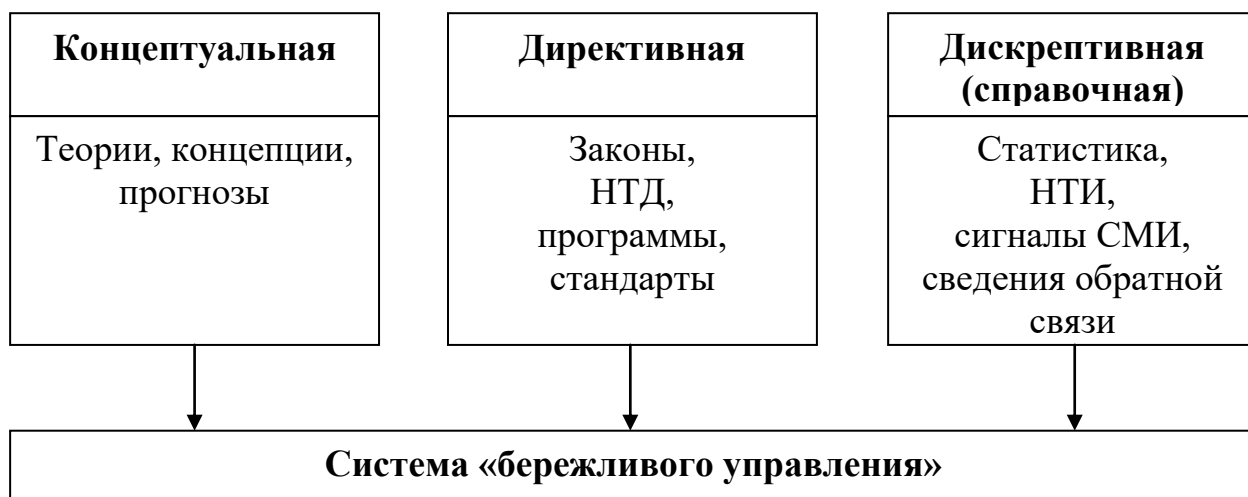 Концептуальная
Теории, концепции,
прогнозы
Директивная
Законы,
НТД,
программы,
стандарты
Дискрептивная
(справочная)
Статистика,
НТИ,
сигналы СМИ,
сведения обратной
связи
Система «бережливого управления»